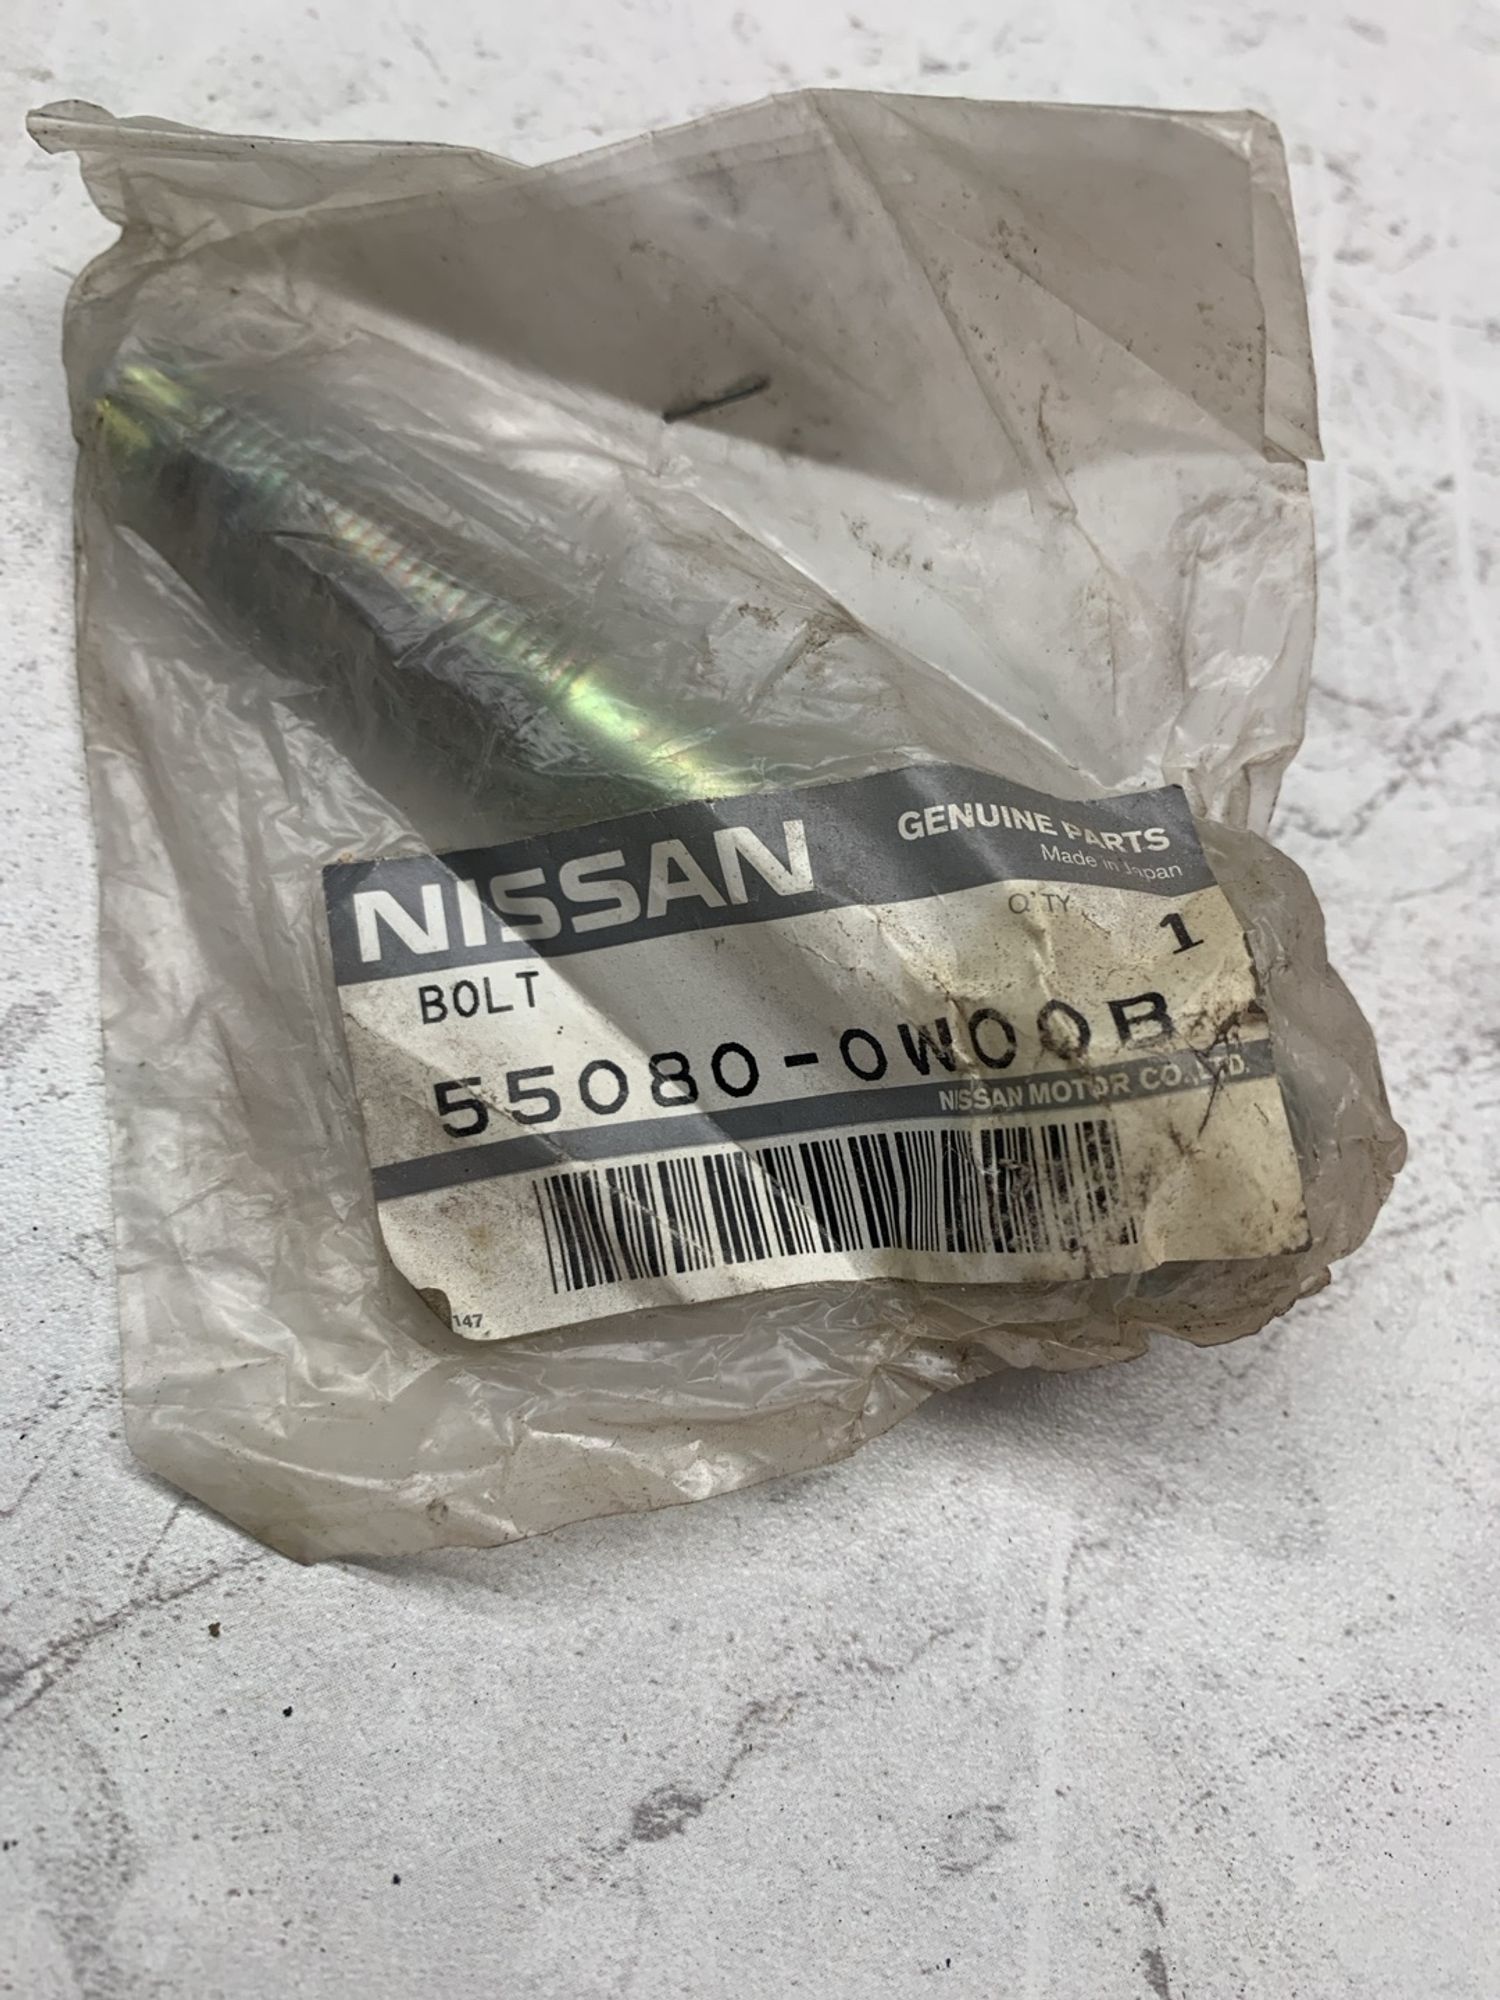 NISSAN
GENUINE PARTS
Made in Japan
Q'TY 1
BOLT
55080-0W00B
NISSAN MOTOR CO.,LTD.
147